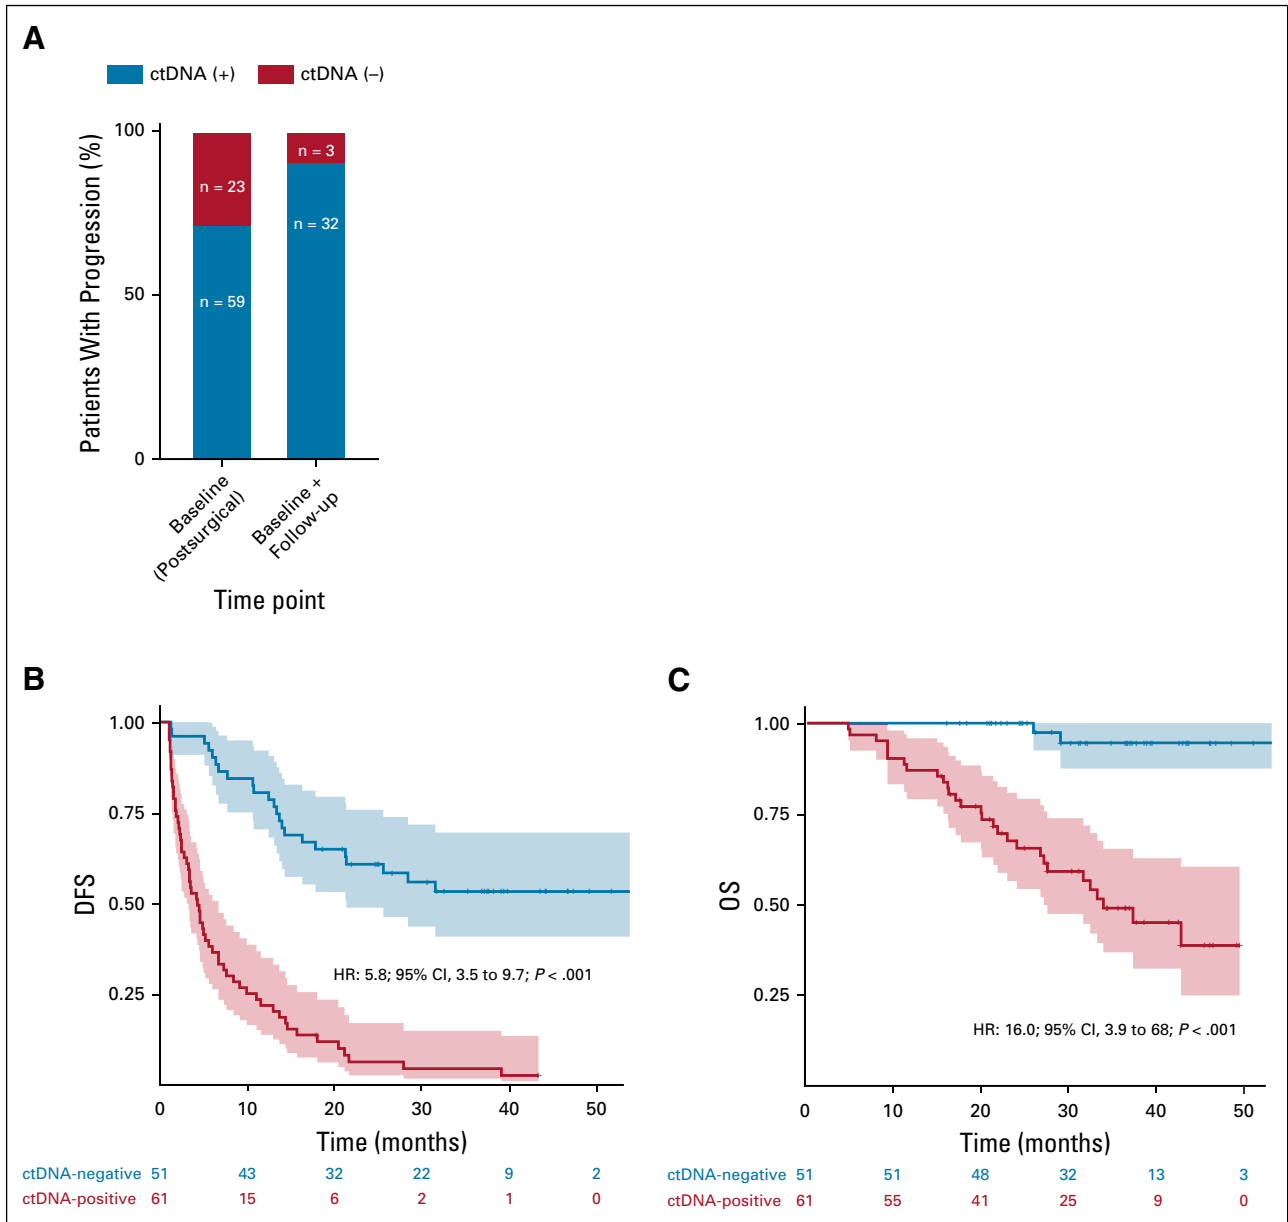 A
ctDNA (+) ctDNA (–)
Patients With Progression (%)
100
50
0
n = 23
n = 59
n = 3
n = 32
Baseline
(Postsurgical)
Baseline +
Follow-up
Time point
B
DFS
1.00
0.75
0.50
0.25
HR: 5.8; 95% CI, 3.5 to 9.7; P < .001
0 10 20 30 40 50
Time (months)
ctDNA-negative 51 43 32 22 9 2
ctDNA-positive 61 15 6 2 1 0
C
OS
1.00
0.75
0.50
0.25
HR: 16.0; 95% CI, 3.9 to 68; P < .001
0 10 20 30 40 50
Time (months)
ctDNA-negative 51 51 48 32 13 3
ctDNA-positive 61 55 41 25 9 0